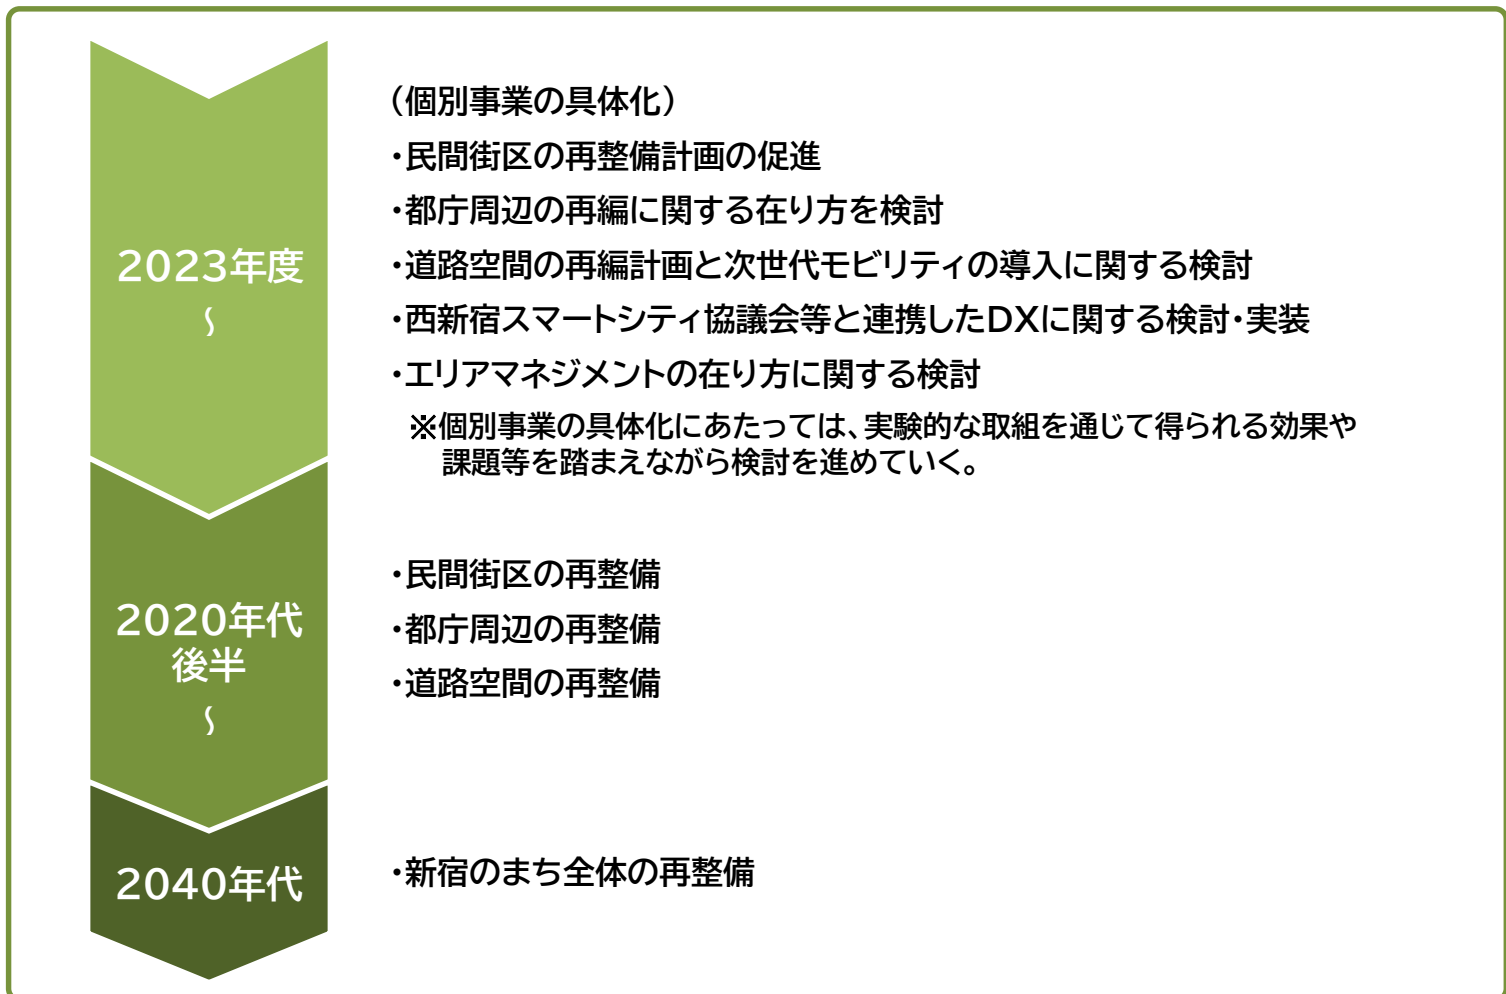 2023年度
~
(個別事業の具体化)
・民間街区の再整備計画の促進
・都庁周辺の再編に関する在り方を検討
・道路空間の再編計画と次世代モビリティの導入に関する検討
・西新宿スマートシティ協議会等と連携したDXに関する検討・実装
・エリアマネジメントの在り方に関する検討
※個別事業の具体化にあたっては、実験的な取組を通じて得られる効果や
課題等を踏まえながら検討を進めていく。
2020年代
後半
~
・民間街区の再整備
・都庁周辺の再整備
・道路空間の再整備
2040年代
・新宿のまち全体の再整備